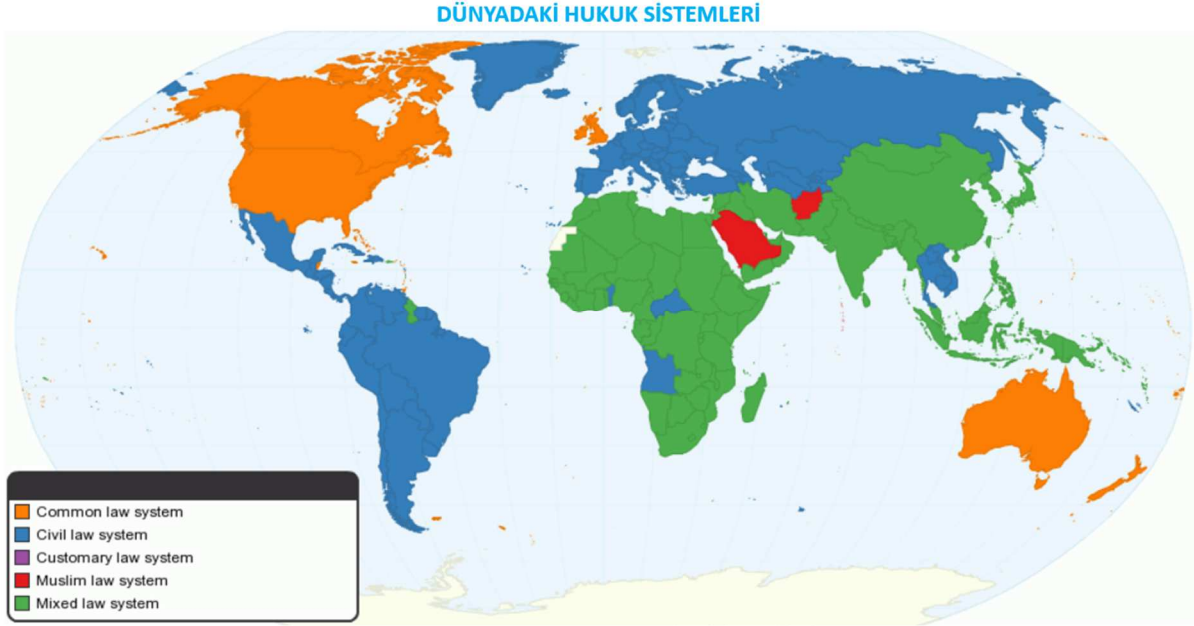 DÜNYADAKİ HUKUK SİSTEMLERİ
Common law system
Civil law system
Customary law system
Muslim law system
Mixed law system